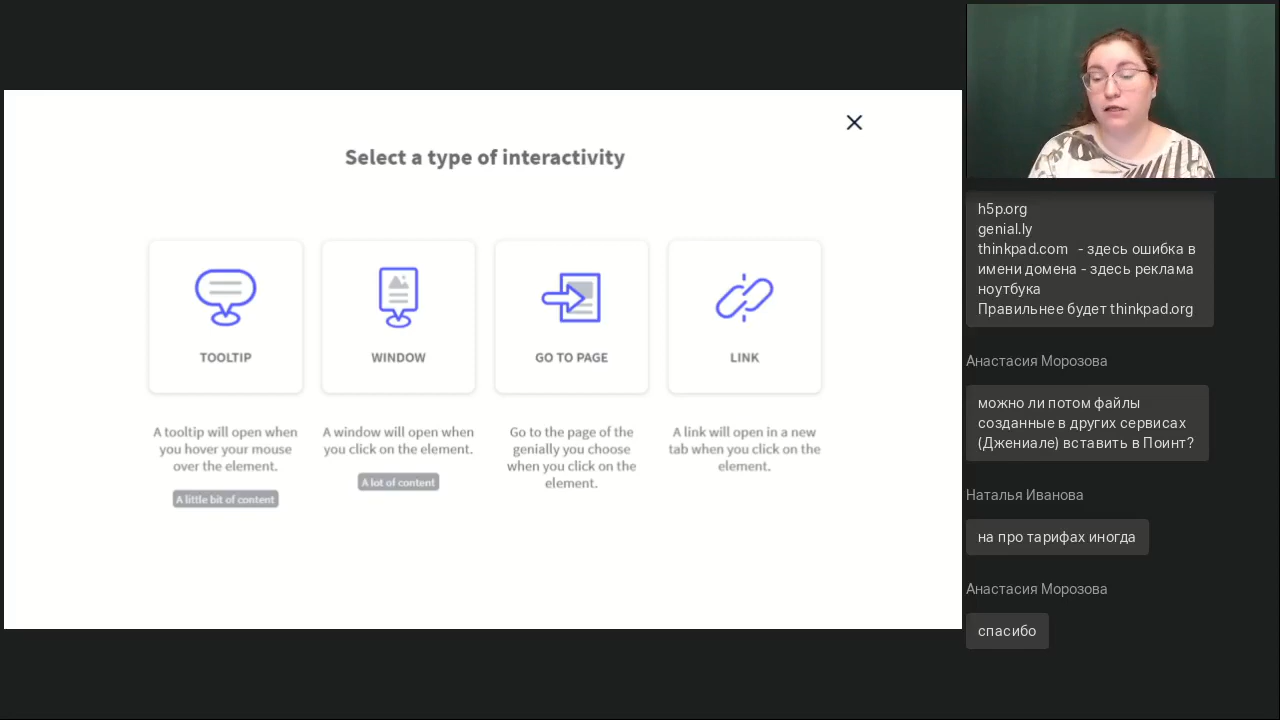 Select a type of interactivity
TOOLTIP
WINDOW
GO TO PAGE
LINK
A tooltip will open when
you hover your mouse
over the element.
A little bit of content
A window will open when
you click on the element.
A lot of content
Go to the page of the
genially you choose
when you click on the
element.
A link will open in a new
tab when you click on the
element.
h5p.org
genial.ly
thinkpad.com - здесь ошибка в
имени домена - здесь реклама
ноутбука
Правильнее будет thinkpad.org
Анастасия Морозова
можно ли потом файлы
созданные в других сервисах
(Джениале) вставить в Поинт?
Наталья Иванова
на про тарифах иногда
Анастасия Морозова
спасибо